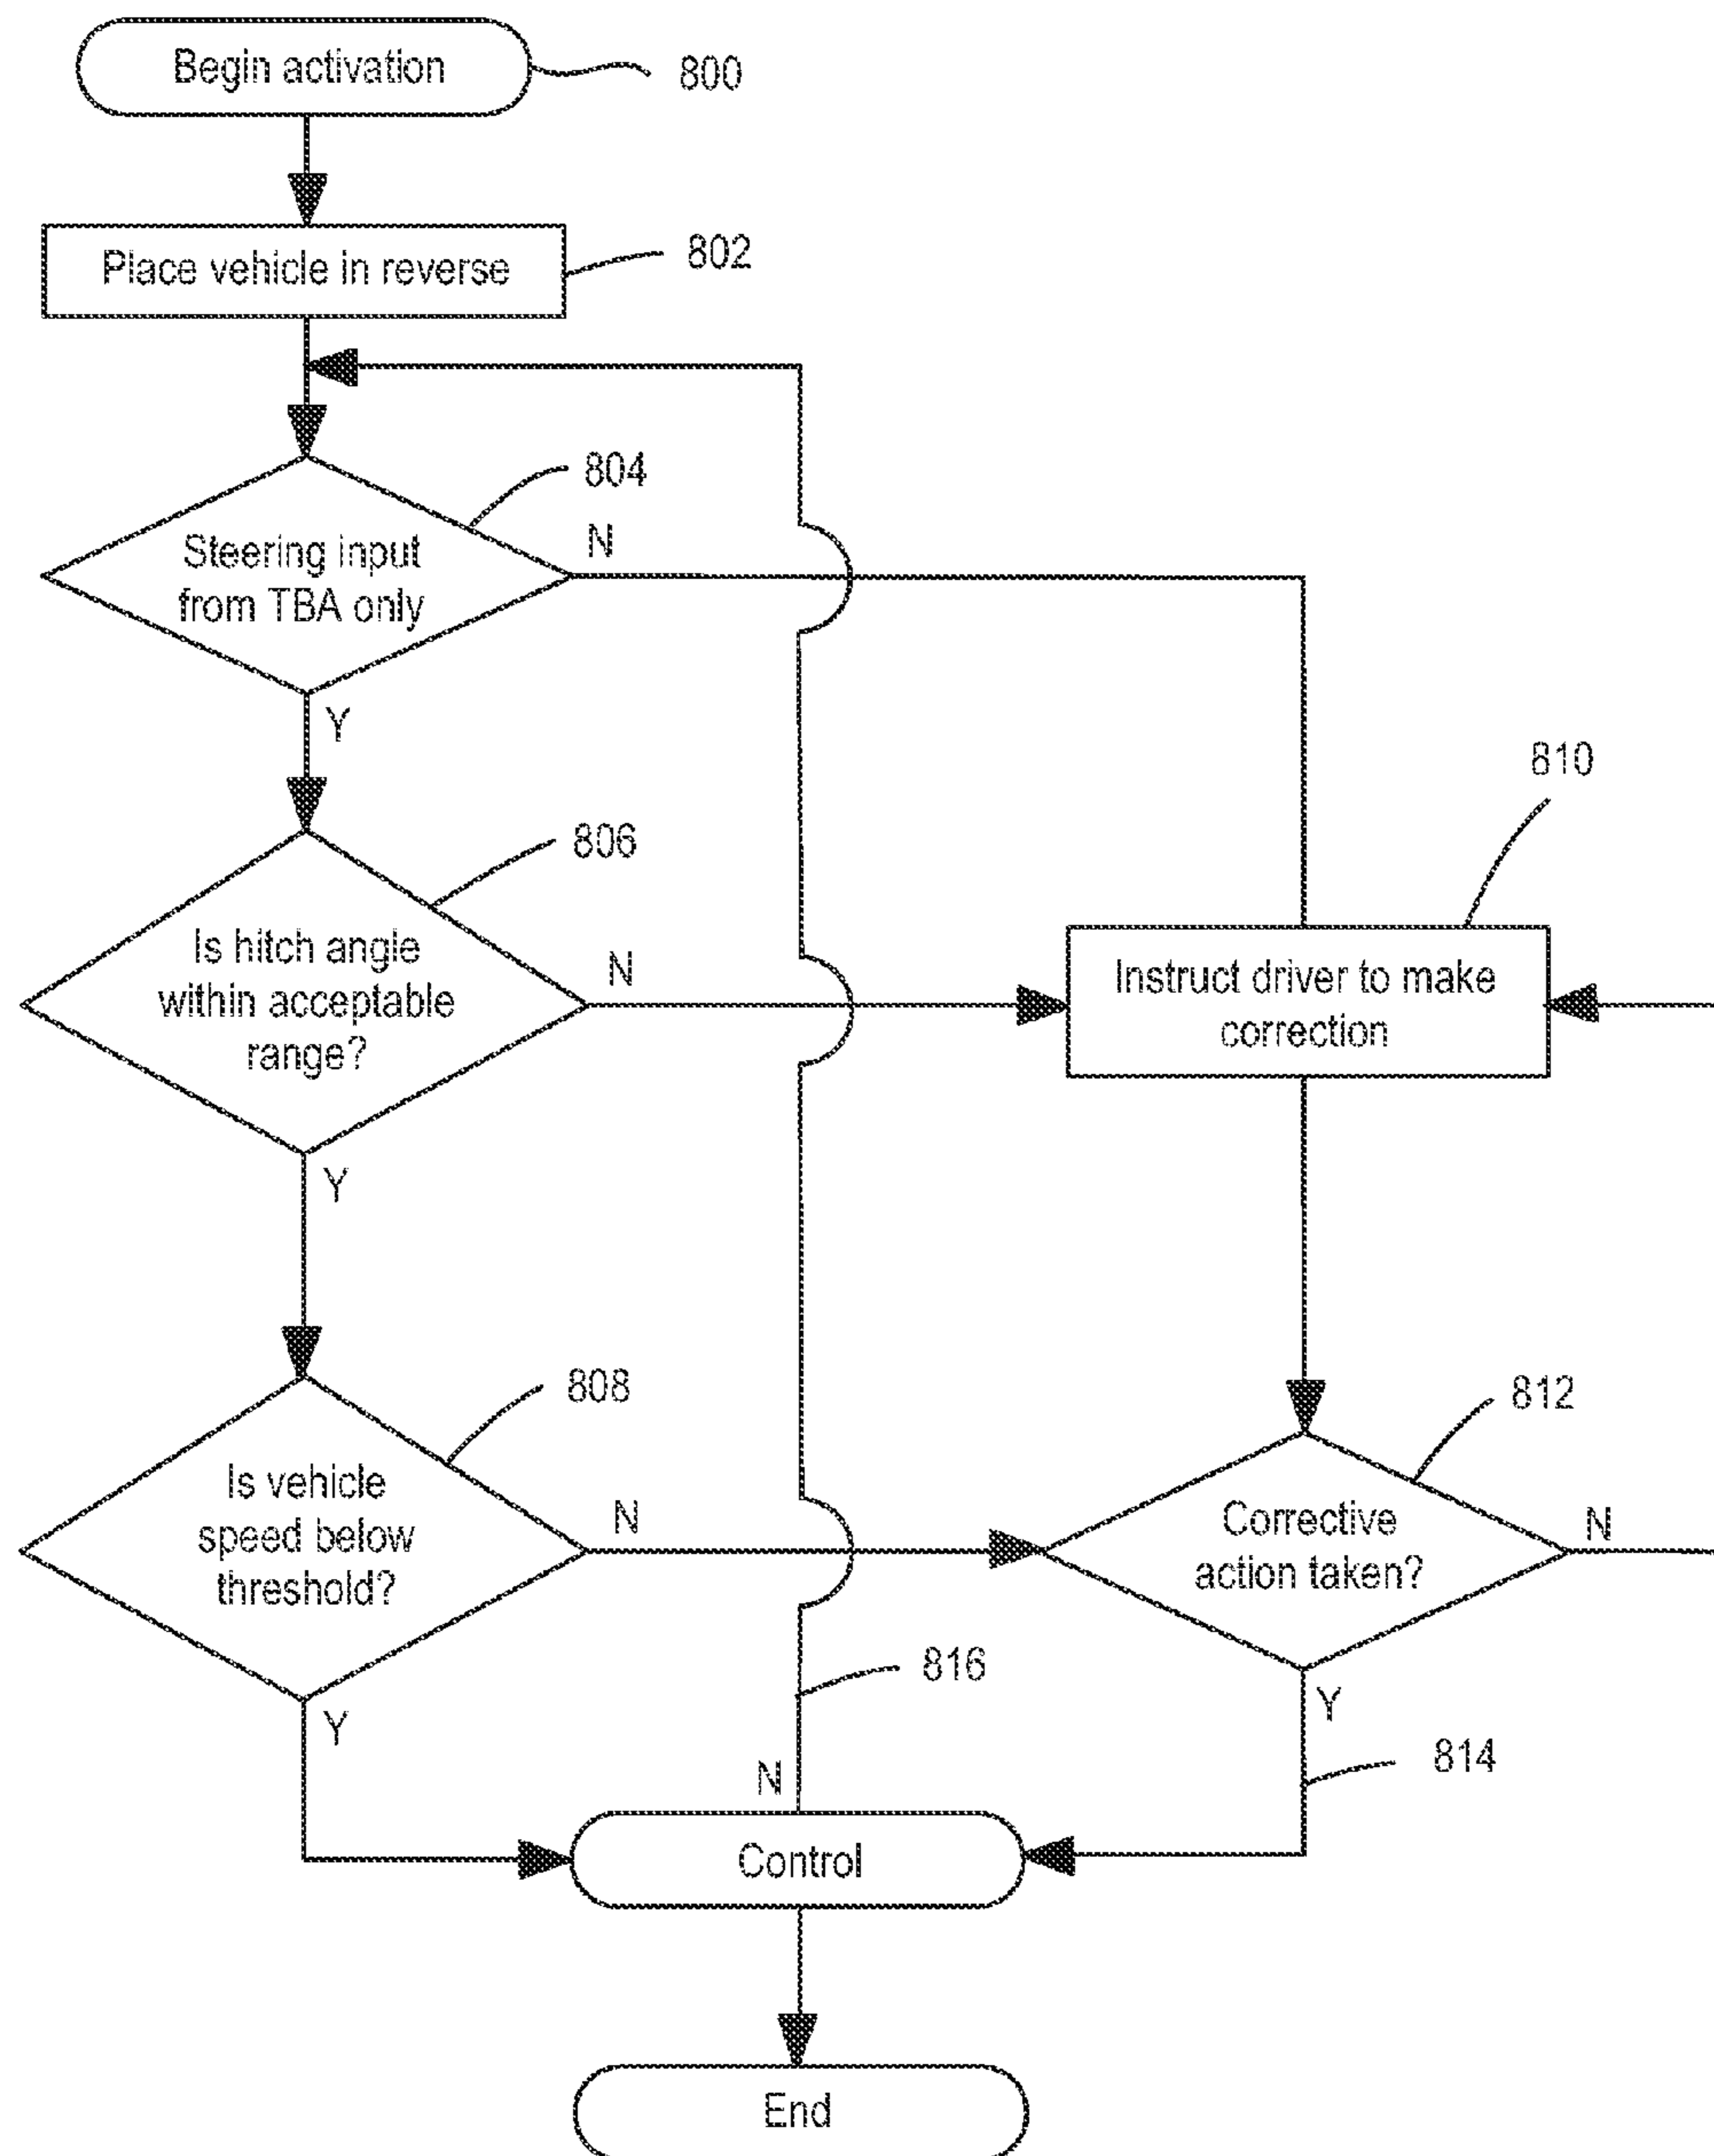 Begin activation
800
Place vehicle in reverse
802
804
Steering input
from TBA only
N
Y
806
Is hitch angle
within acceptable
range?
N
Y
810
Instruct driver to make
correction
808
Is vehicle
speed below
threshold?
N
Y
812
Corrective
action taken?
N
Y
816
814
N
Control
End